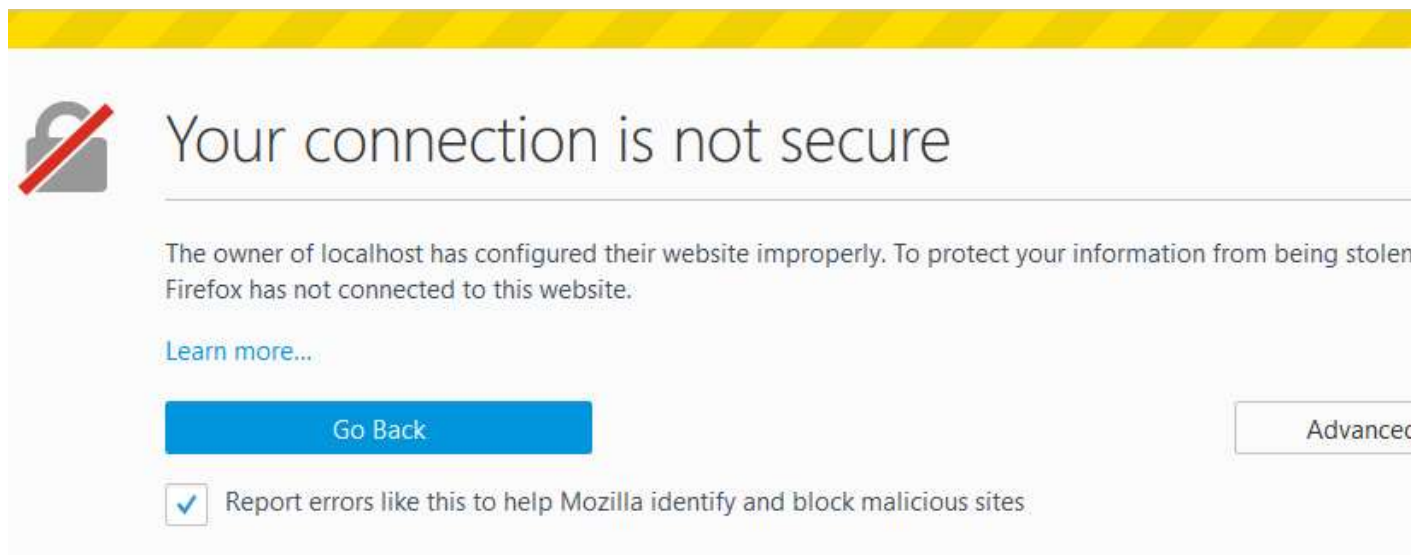 Your connection is not secure
The owner of localhost has configured their website improperly. To protect your information from being stolen
Firefox has not connected to this website.
Learn more...
Go Back
Advanced
Report errors like this to help Mozilla identify and block malicious sites